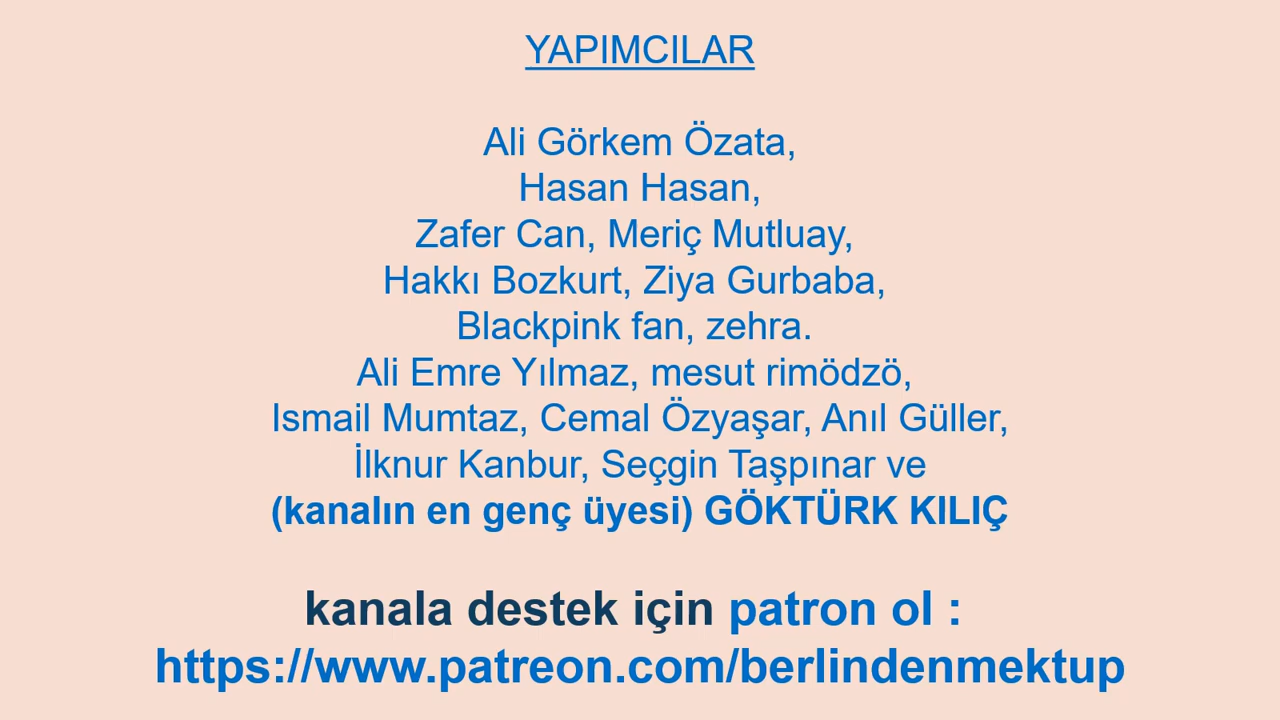 YAPIMCILAR
Ali Görkem Özata,
Hasan Hasan,
Zafer Can, Meriç Mutluay,
Hakkı Bozkurt, Ziya Gurbaba,
Blackpink fan, zehra.
Ali Emre Yılmaz, mesut rimödzö,
Ismail Mumtaz, Cemal Özyaşar, Anıl Güller,
İlknur Kanbur, Seçgin Taşpınar ve
(kanalın en genç üyesi) GÖKTÜRK KILIÇ
kanala destek için patron ol :
https://www.patreon.com/berlindenmektup